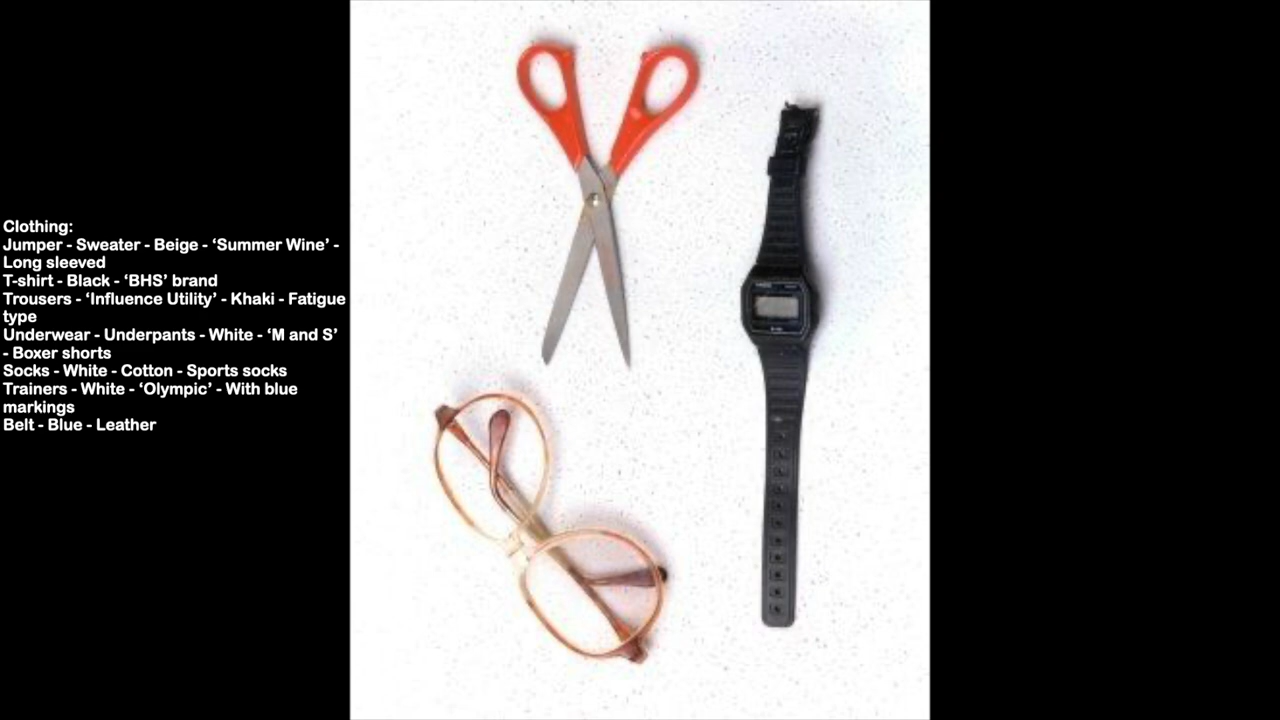 Clothing:
Jumper - Sweater - Beige - ‘Summer Wine’ -
Long sleeved
T-shirt - Black - ‘BHS’ brand
Trousers - ‘Influence Utility’ - Khaki - Fatigue
type
Underwear - Underpants - White - ‘M and S’
- Boxer shorts
Socks - White - Cotton - Sports socks
Trainers - White - ‘Olympic’ - With blue
markings
Belt - Blue - Leather